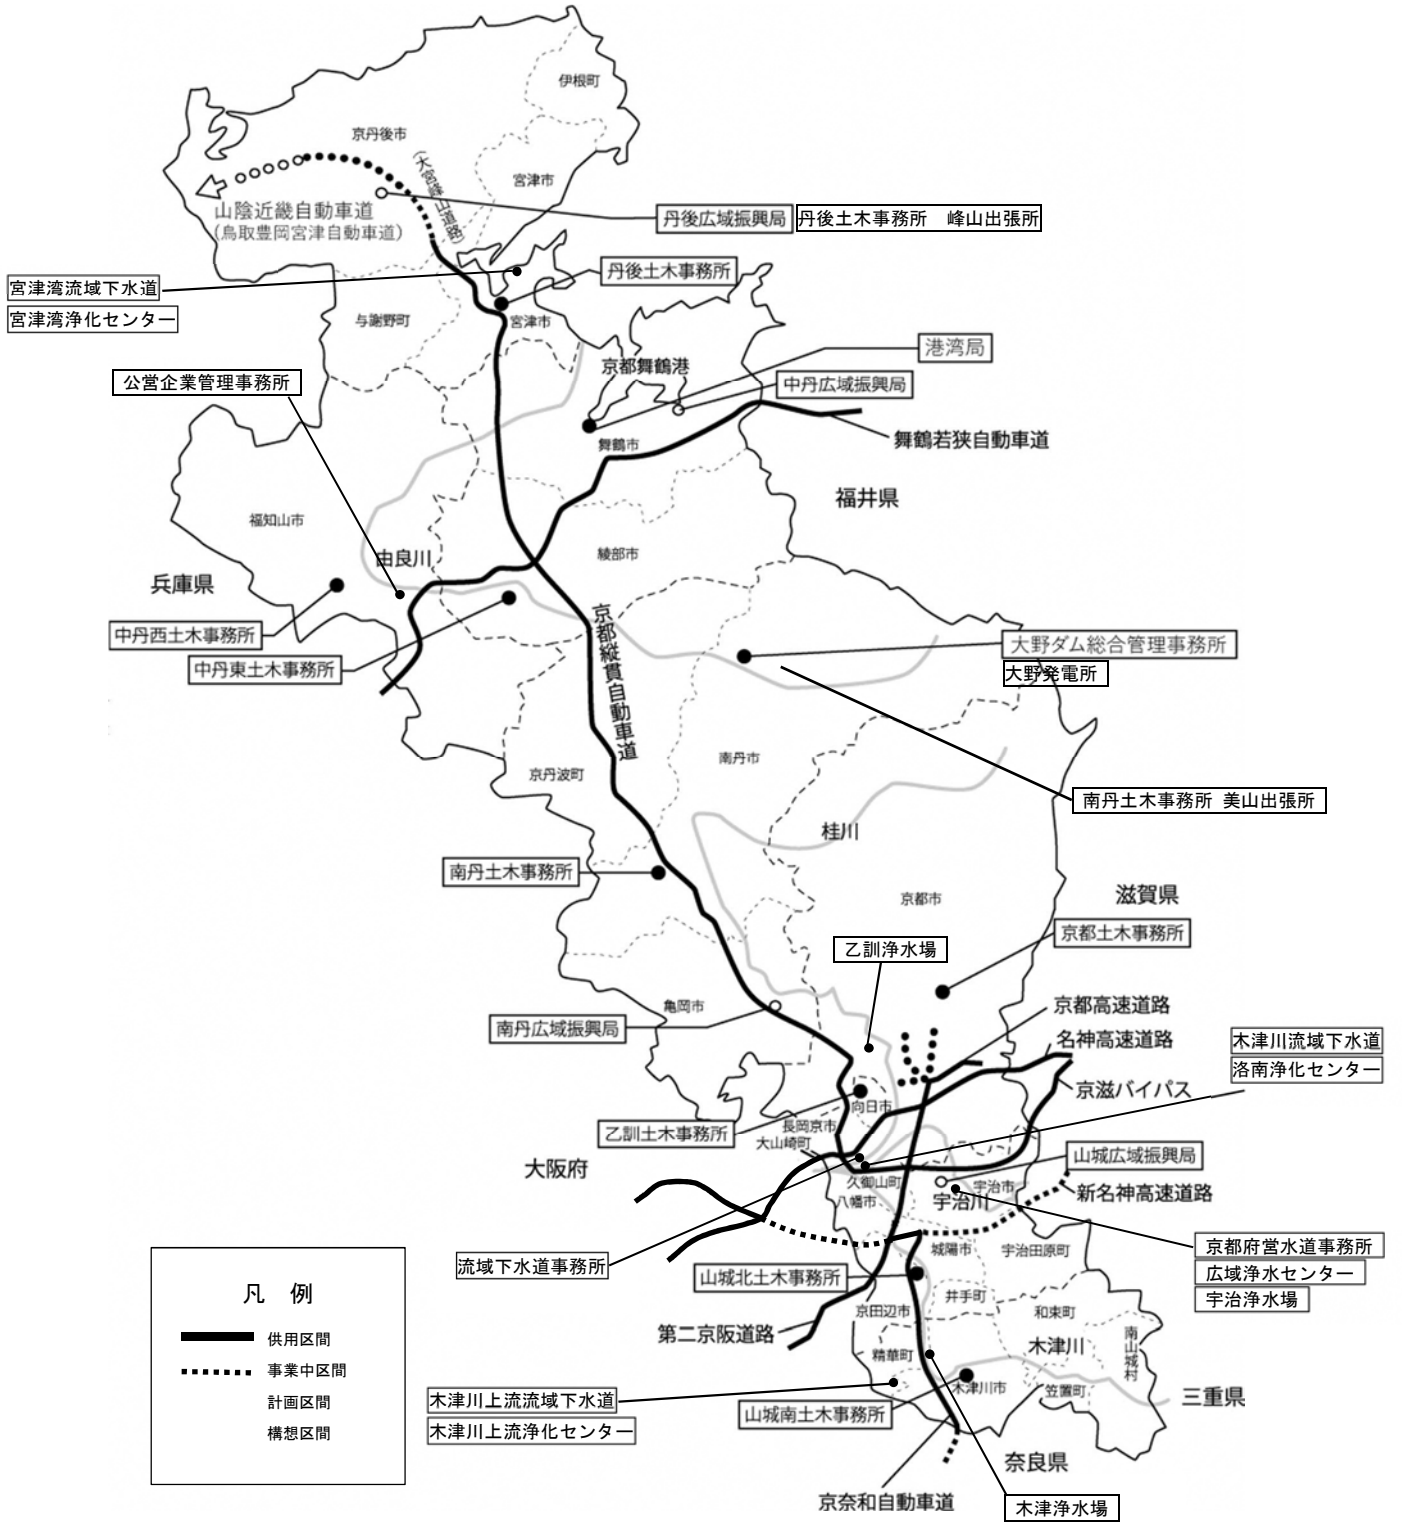 伊根町
京丹後市
(大宮峰山道路)
宮津市
山陰近畿自動車道
(鳥取豊岡宮津自動車道)
丹後広域振興局
丹後土木事務所　峰山出張所
丹後土木事務所
宮津湾流域下水道
宮津湾浄化センター
与謝野町
宮津市
港湾局
京都舞鶴港
公営企業管理事務所
中丹広域振興局
舞鶴市
舞鶴若狭自動車道
福井県
福知山市
綾部市
由良川
兵庫県
中丹西土木事務所
中丹東土木事務所
京都縦貫自動車道
大野ダム総合管理事務所
大野発電所
南丹市
京丹波町
南丹土木事務所 美山出張所
桂川
南丹土木事務所
京都市
滋賀県
京都土木事務所
乙訓浄水場
亀岡市
南丹広域振興局
京都高速道路
名神高速道路
木津川流域下水道
洛南浄化センター
京滋バイパス
向日市
長岡京市
乙訓土木事務所
大山崎町
山城広域振興局
大阪府
久御山町
宇治市
八幡市
宇治川
新名神高速道路
流域下水道事務所
城陽市
宇治田原町
京都府営水道事務所
広域浄水センター
宇治浄水場
山城北土木事務所
井手町
京田辺市
和束町
第二京阪道路
木津川
南山城村
精華町
木津川市
笠置町
三重県
木津川上流流域下水道
木津川上流浄化センター
山城南土木事務所
奈良県
京奈和自動車道
木津浄水場
凡　例
供用区間
事業中区間
計画区間
構想区間